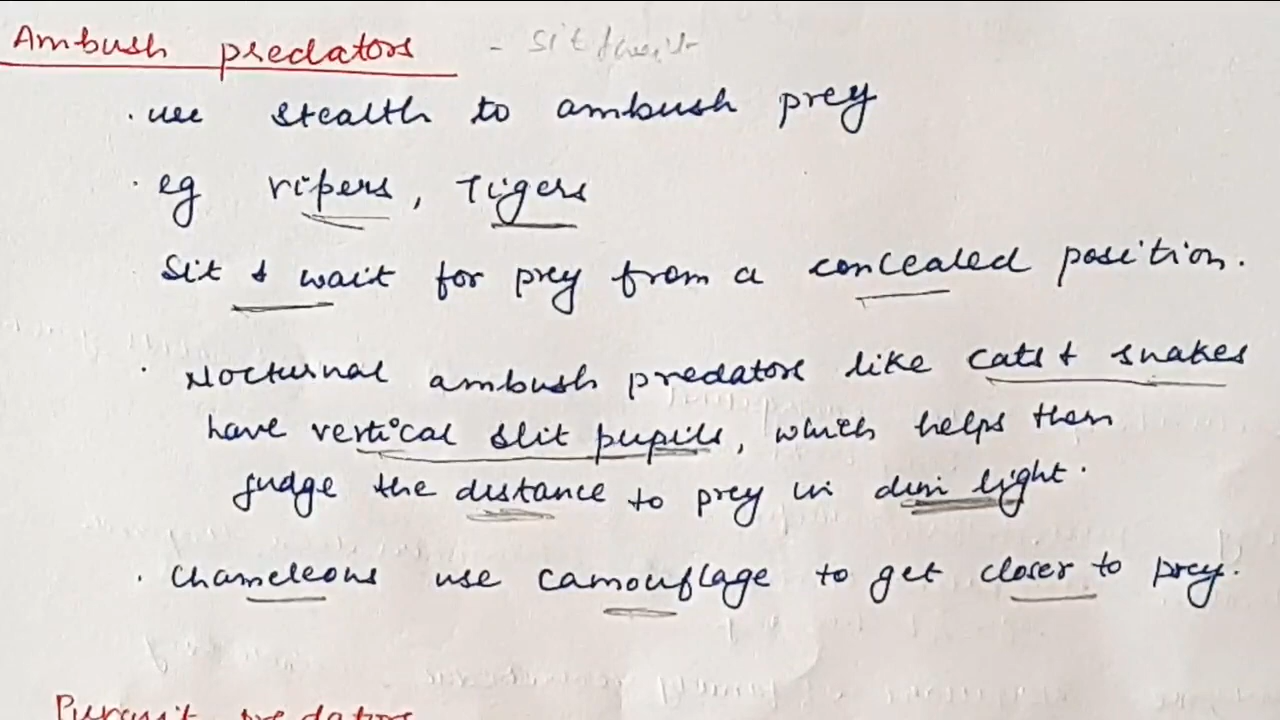 Ambush predators - sit & wait
· use stealth to ambush prey
· eg vipers, Tigers
Sit & wait for prey from a concealed position.
· Nocturnal ambush predators like cats & snakes
have vertical slit pupils, which helps them
judge the distance to prey in dim light.
· Chameleons use camouflage to get closer to prey.
Pursuit predators